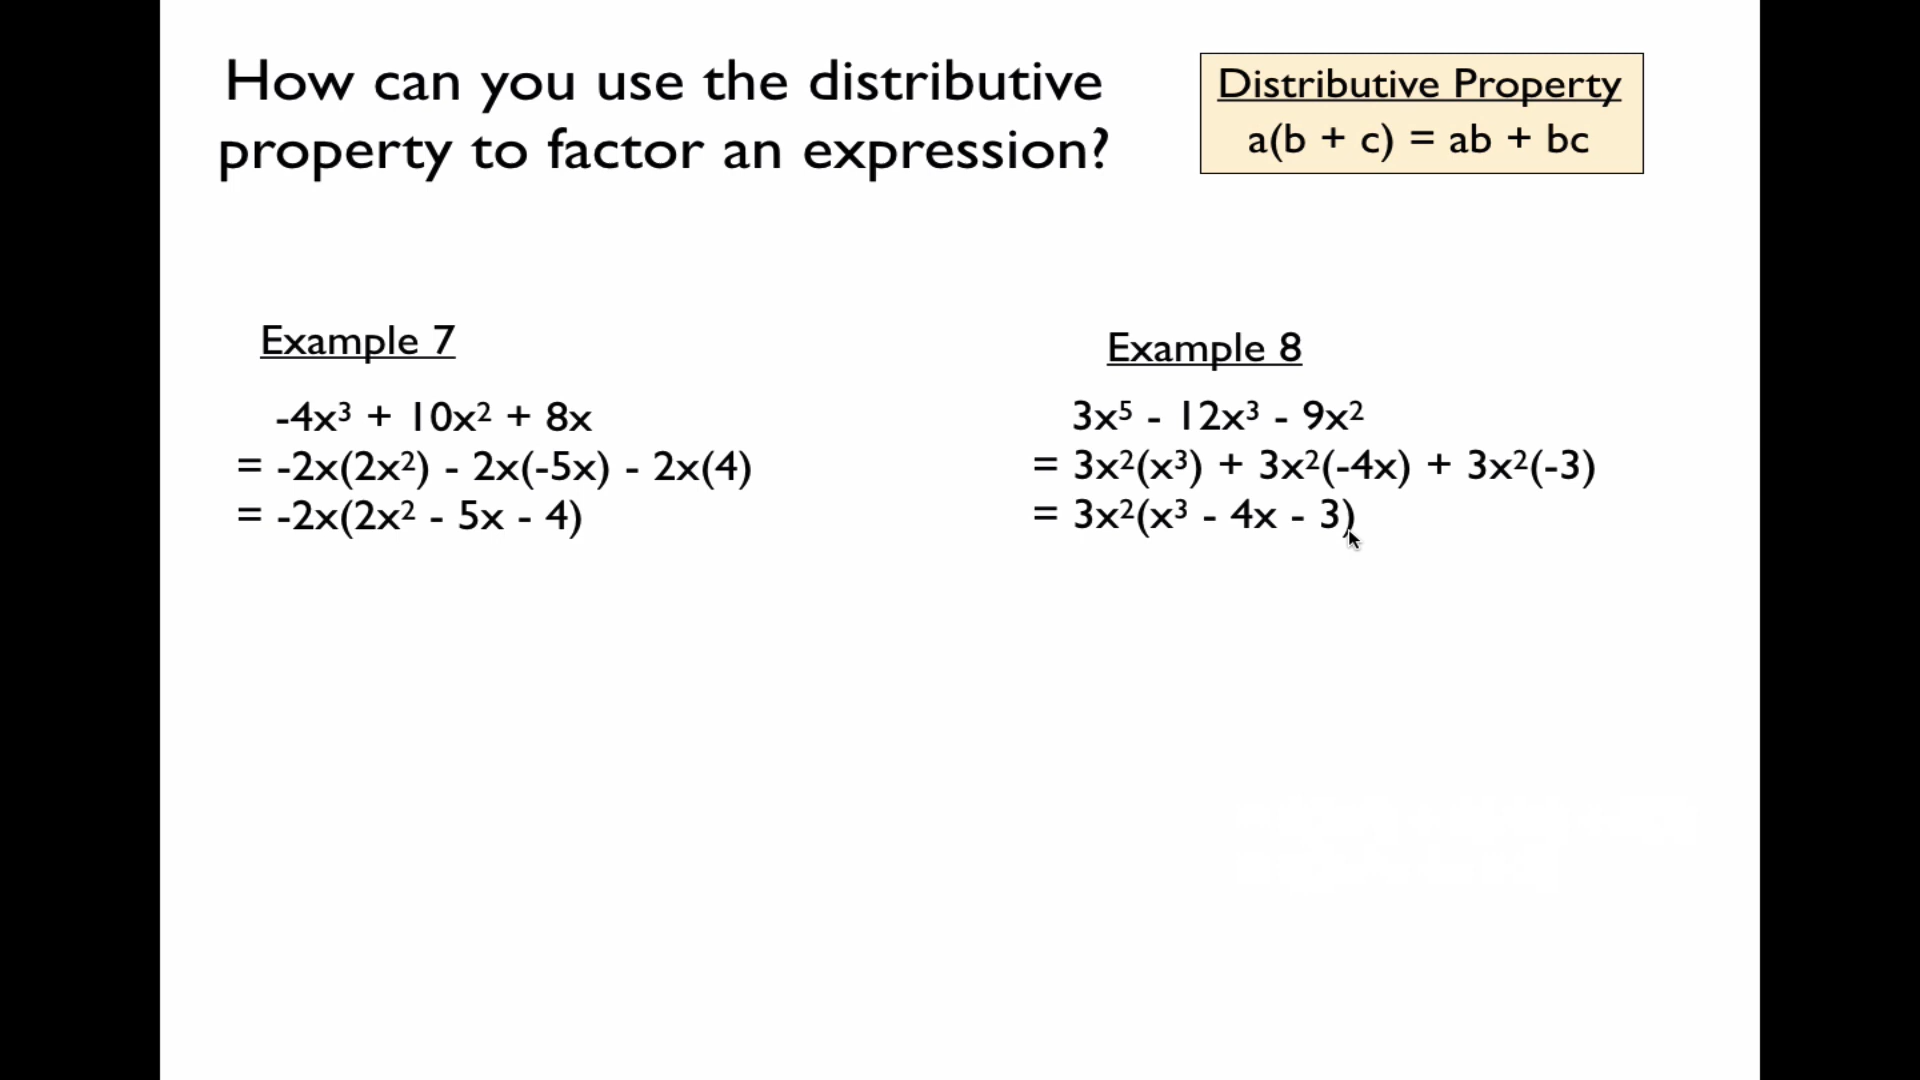 How can you use the distributive
property to factor an expression?
Distributive Property
a(b + c) = ab + bc
Example 7
-4x³ + 10x² + 8x
= -2x(2x²) - 2x(-5x) - 2x(4)
= -2x(2x² - 5x - 4)
Example 8
3x⁵ - 12x³ - 9x²
= 3x²(x³) + 3x²(-4x) + 3x²(-3)
= 3x²(x³ - 4x - 3)